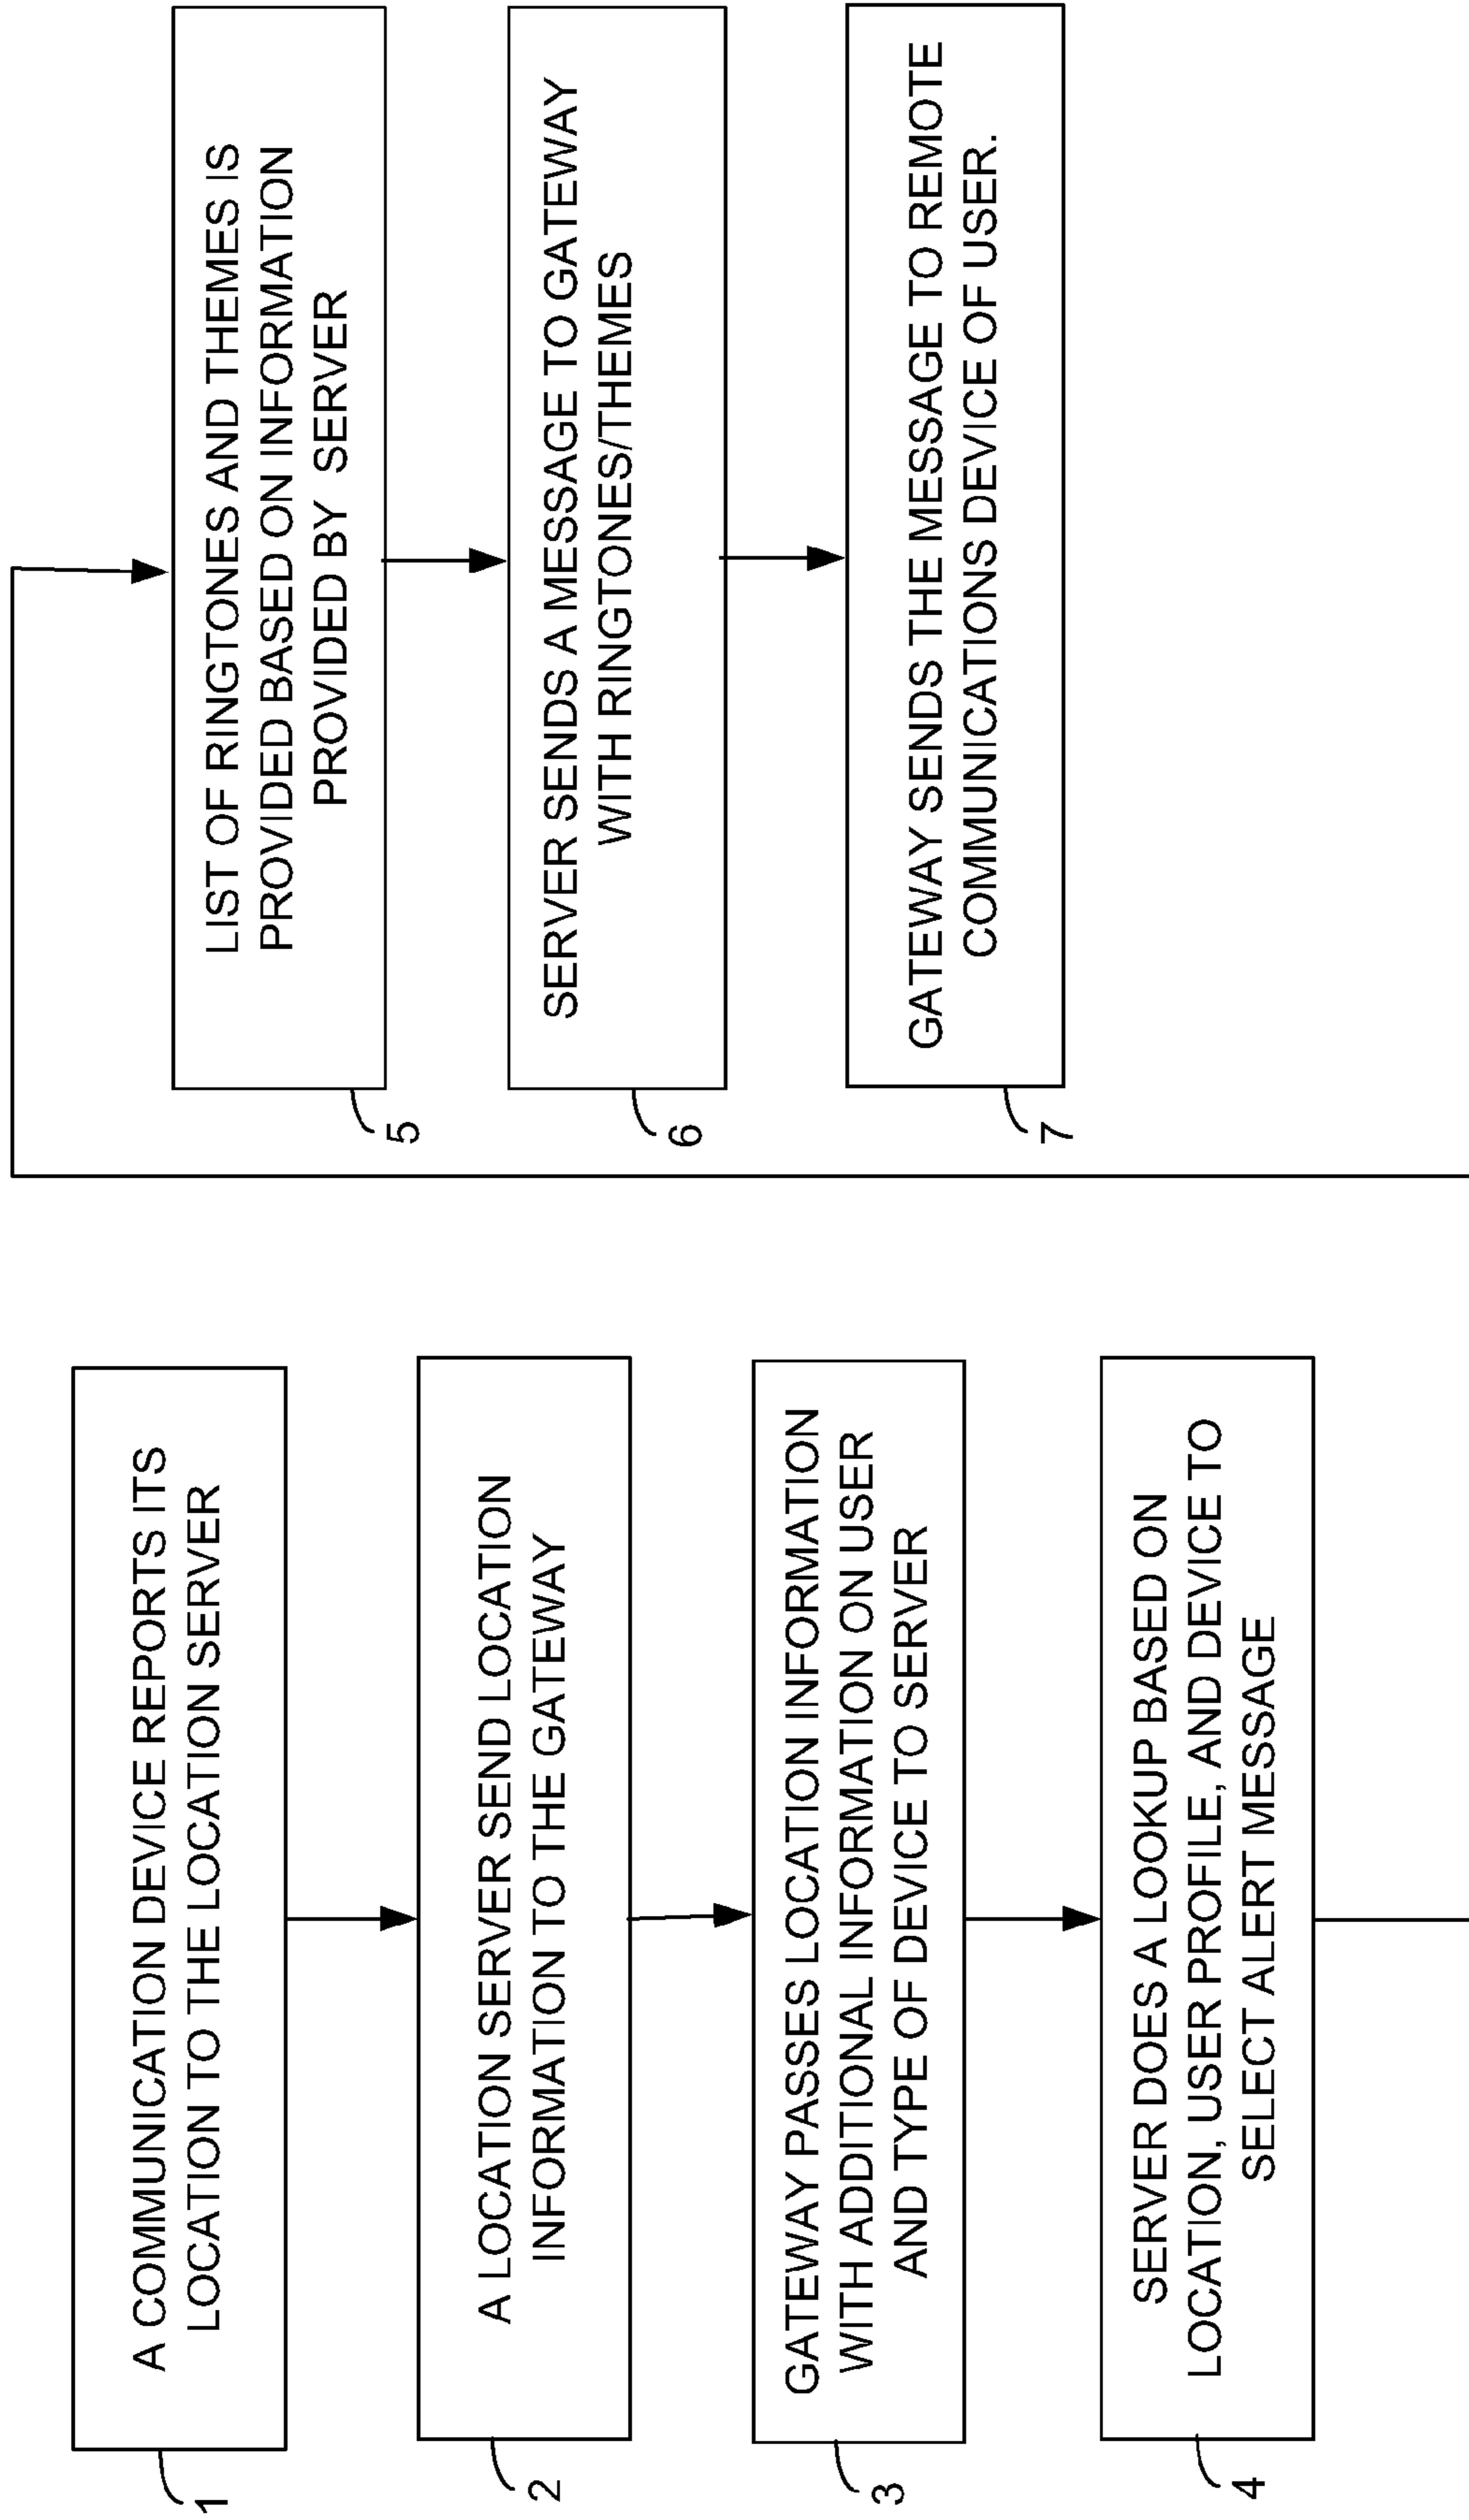 A COMMUNICATION DEVICE REPORTS ITS
LOCATION TO THE LOCATION SERVER
1
A LOCATION SERVER SEND LOCATION
INFORMATION TO THE GATEWAY
2
GATEWAY PASSES LOCATION INFORMATION
WITH ADDITIONAL INFORMATION ON USER
AND TYPE OF DEVICE TO SERVER
3
SERVER DOES A LOOKUP BASED ON
LOCATION, USER PROFILE, AND DEVICE TO
SELECT ALERT MESSAGE
4
LIST OF RINGTONES AND THEMES IS
PROVIDED BASED ON INFORMATION
PROVIDED BY SERVER
5
SERVER SENDS A MESSAGE TO GATEWAY
WITH RINGTONES/THEMES
6
GATEWAY SENDS THE MESSAGE TO REMOTE
COMMUNICATIONS DEVICE OF USER.
7